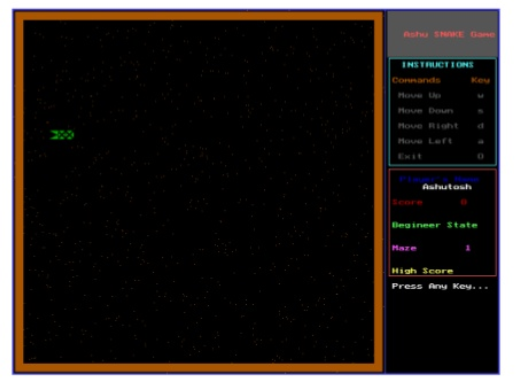 Ashu SNAKE Game
INSTRUCTIONS
Commands Key
Move Up w
Move Down s
Move Right d
Move Left a
Exit 0
Player's Name
Ashutosh
Score 0
Begineer State
Maze 1
High Score
Press Any Key...